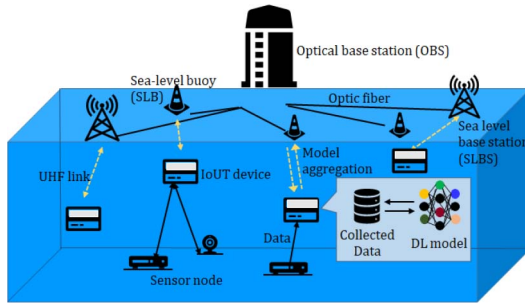 Optical base station (OBS)
Sea-level buoy
(SLB)
Optic fiber
Sea level
base station
(SLBS)
Model
aggregation
UHF link
IoUT device
Data
Collected
Data
DL model
Sensor node